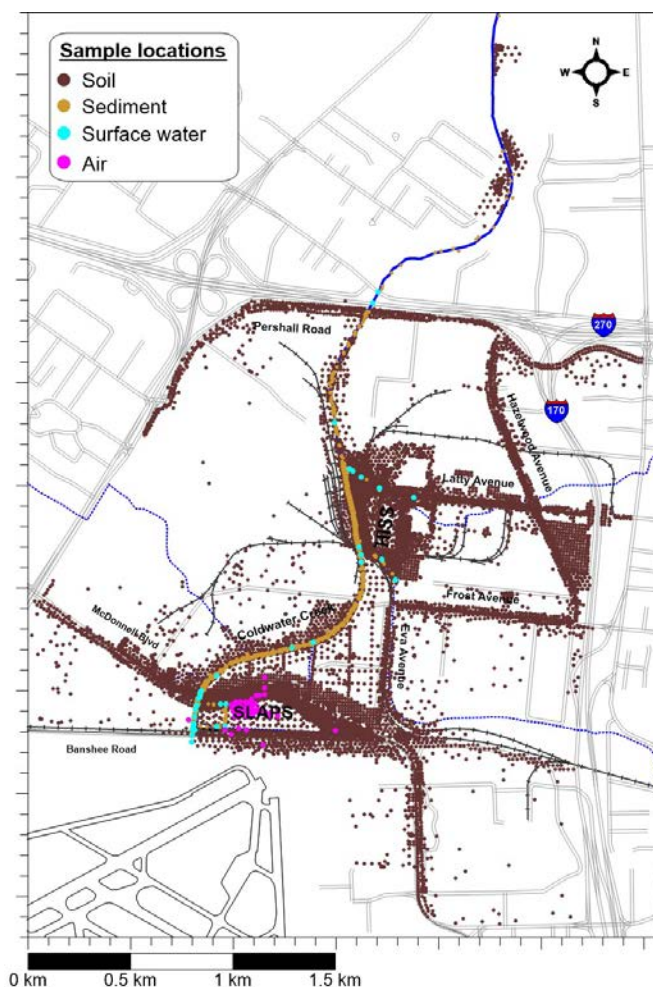 Sample locations
Soil
Sediment
Surface water
Air
N
W E
S
Pershall Road
270
170
Hazelwood Avenue
Latty Avenue
HISS
Frost Avenue
Coldwater Creek
McDonnell Blvd
Eva Avenue
SLAPS
Banshee Road
0 km 0.5 km 1 km 1.5 km